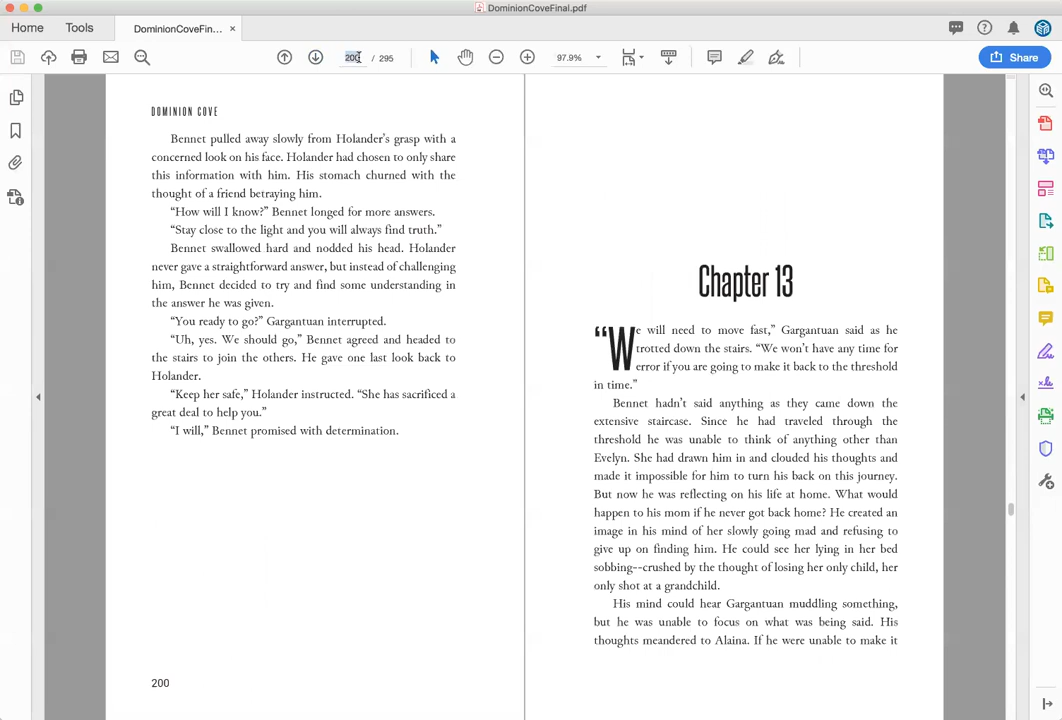 DominionCoveFinal.pdf
Home
Tools
DominionCoveFin... ×
200 / 295
97.9%
Share
DOMINION COVE
Bennet pulled away slowly from Holander’s grasp with a
concerned look on his face. Holander had chosen to only share
this information with him. His stomach churned with the
thought of a friend betraying him.
“How will I know?” Bennet longed for more answers.
“Stay close to the light and you will always find truth.”
Bennet swallowed hard and nodded his head. Holander
never gave a straightforward answer, but instead of challenging
him, Bennet decided to try and find some understanding in
the answer he was given.
“You ready to go?” Gargantuan interrupted.
“Uh, yes. We should go,” Bennet agreed and headed to
the stairs to join the others. He gave one last look back to
Holander.
“Keep her safe,” Holander instructed. “She has sacrificed a
great deal to help you.”
“I will,” Bennet promised with determination.
200
Chapter 13
“We will need to move fast,” Gargantuan said as he
trotted down the stairs. “We won’t have any time for
error if you are going to make it back to the threshold
in time.”
Bennet hadn’t said anything as they came down the
extensive staircase. Since he had traveled through the
threshold he was unable to think of anything other than
Evelyn. She had drawn him in and clouded his thoughts and
made it impossible for him to turn his back on this journey.
But now he was reflecting on his life at home. What would
happen to his mom if he never got back home? He created an
image in his mind of her slowly going mad and refusing to
give up on finding him. He could see her lying in her bed
sobbing--crushed by the thought of losing her only child, her
only shot at a grandchild.
His mind could hear Gargantuan muddling something,
but he was unable to focus on what was being said. His
thoughts meandered to Alaina. If he were unable to make it